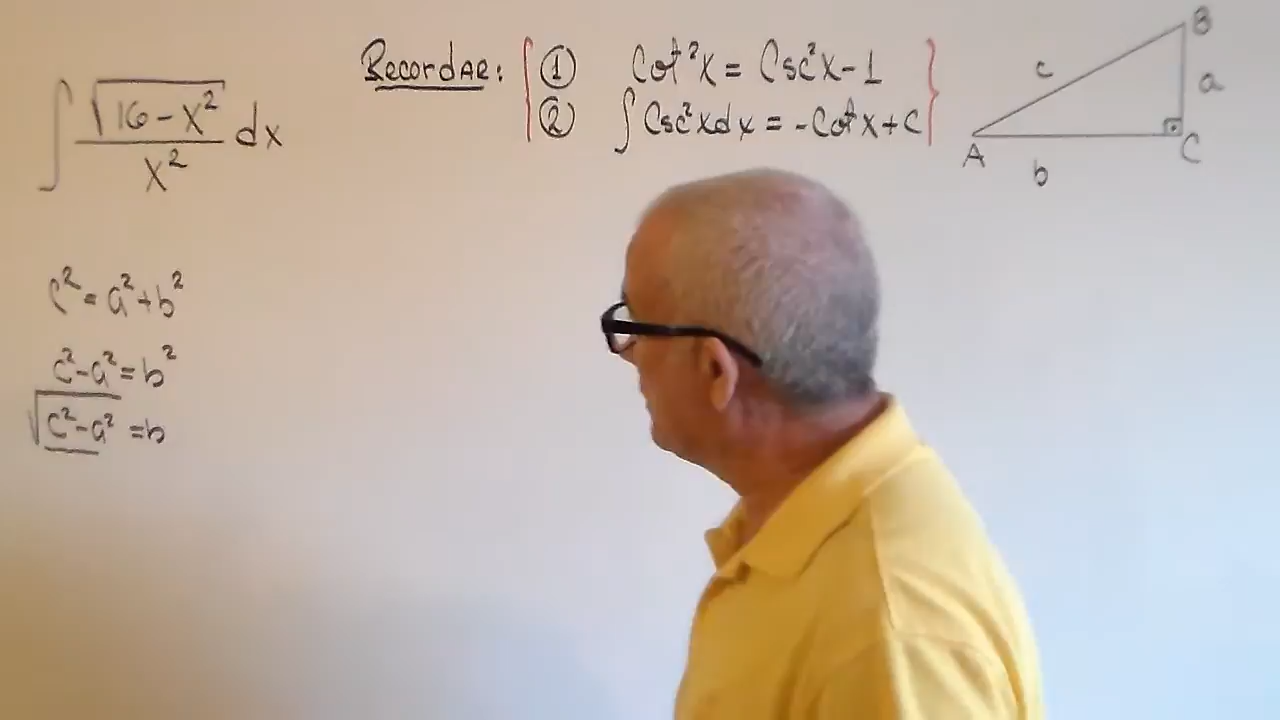 ∫ √(16-x²) / x² dx
Recordar: ① Cot²x = Csc²x - 1
② ∫ Csc²x dx = -Cot x + C
B
c
a
A
C
b
c² = a² + b²
c² - a² = b²
√(c² - a²) = b